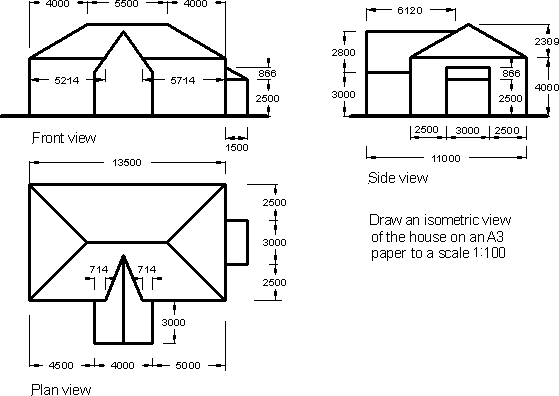 4000 5500 4000
5214 5714
866
2500
1500
Front view
6120
2800
3000
866
2500
2309
4000
2500 3000 2500
11000
Side view
13500
2500
3000
2500
714 714
3000
4500 4000 5000
Plan view
Draw an isometric view
of the house on an A3
paper to a scale 1:100